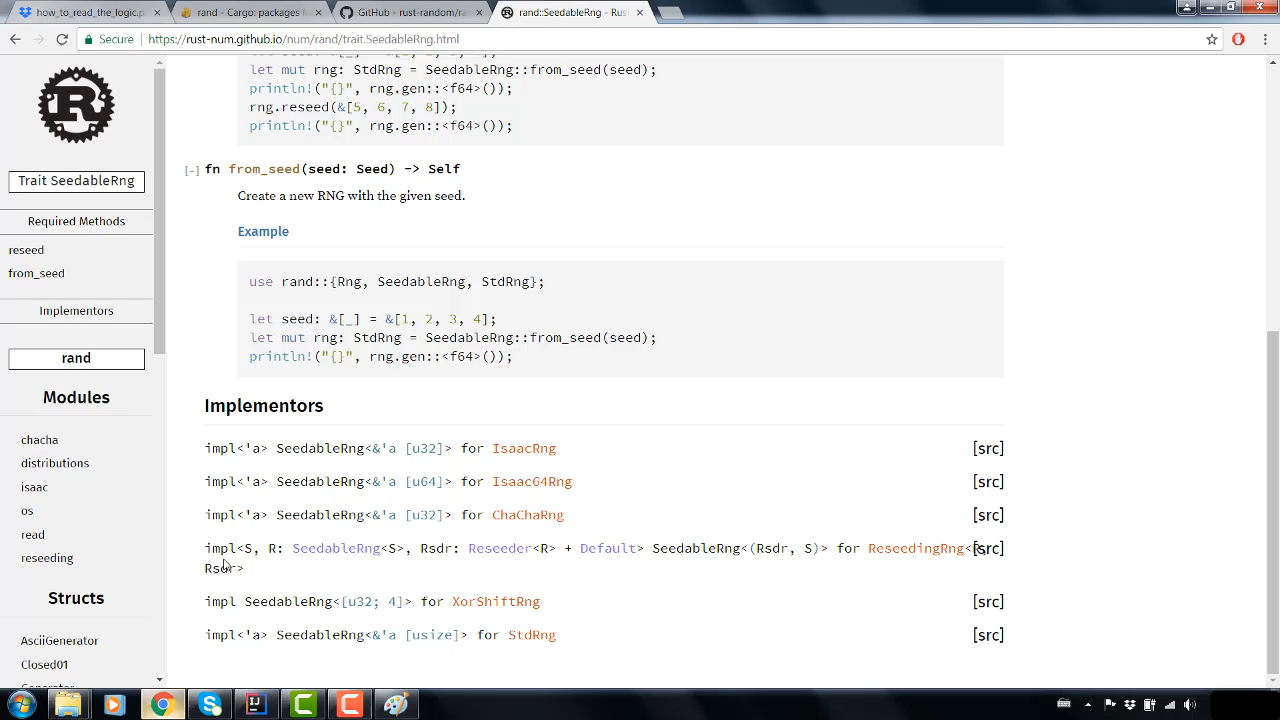 how_to_read_the_logic.p
rand - Cargo: packages f
GitHub - rust-random/ra
rand::SeedableRng - Rus
Secure
https://rust-num.github.io/num/rand/trait.SeedableRng.html
let mut rng: StdRng = SeedableRng::from_seed(seed);
println!("{}", rng.gen::<f64>());
rng.reseed(&[5, 6, 7, 8]);
println!("{}", rng.gen::<f64>());
[-] fn from_seed(seed: Seed) -> Self
Create a new RNG with the given seed.
Example
use rand::{Rng, SeedableRng, StdRng};
let seed: &[_] = &[1, 2, 3, 4];
let mut rng: StdRng = SeedableRng::from_seed(seed);
println!("{}", rng.gen::<f64>());
Implementors
impl<'a> SeedableRng<&'a [u32]> for IsaacRng [src]
impl<'a> SeedableRng<&'a [u64]> for Isaac64Rng [src]
impl<'a> SeedableRng<&'a [u32]> for ChaChaRng [src]
impl<S, R: SeedableRng<S>, Rsdr: Reseeder<R> + Default> SeedableRng<(Rsdr, S)> for ReseedingRng<R, [src]
Rsdr>
impl SeedableRng<[u32; 4]> for XorShiftRng [src]
impl<'a> SeedableRng<&'a [usize]> for StdRng [src]
R
Trait SeedableRng
Required Methods
reseed
from_seed
Implementors
rand
Modules
chacha
distributions
isaac
os
read
reseeding
Structs
AsciiGenerator
Closed01